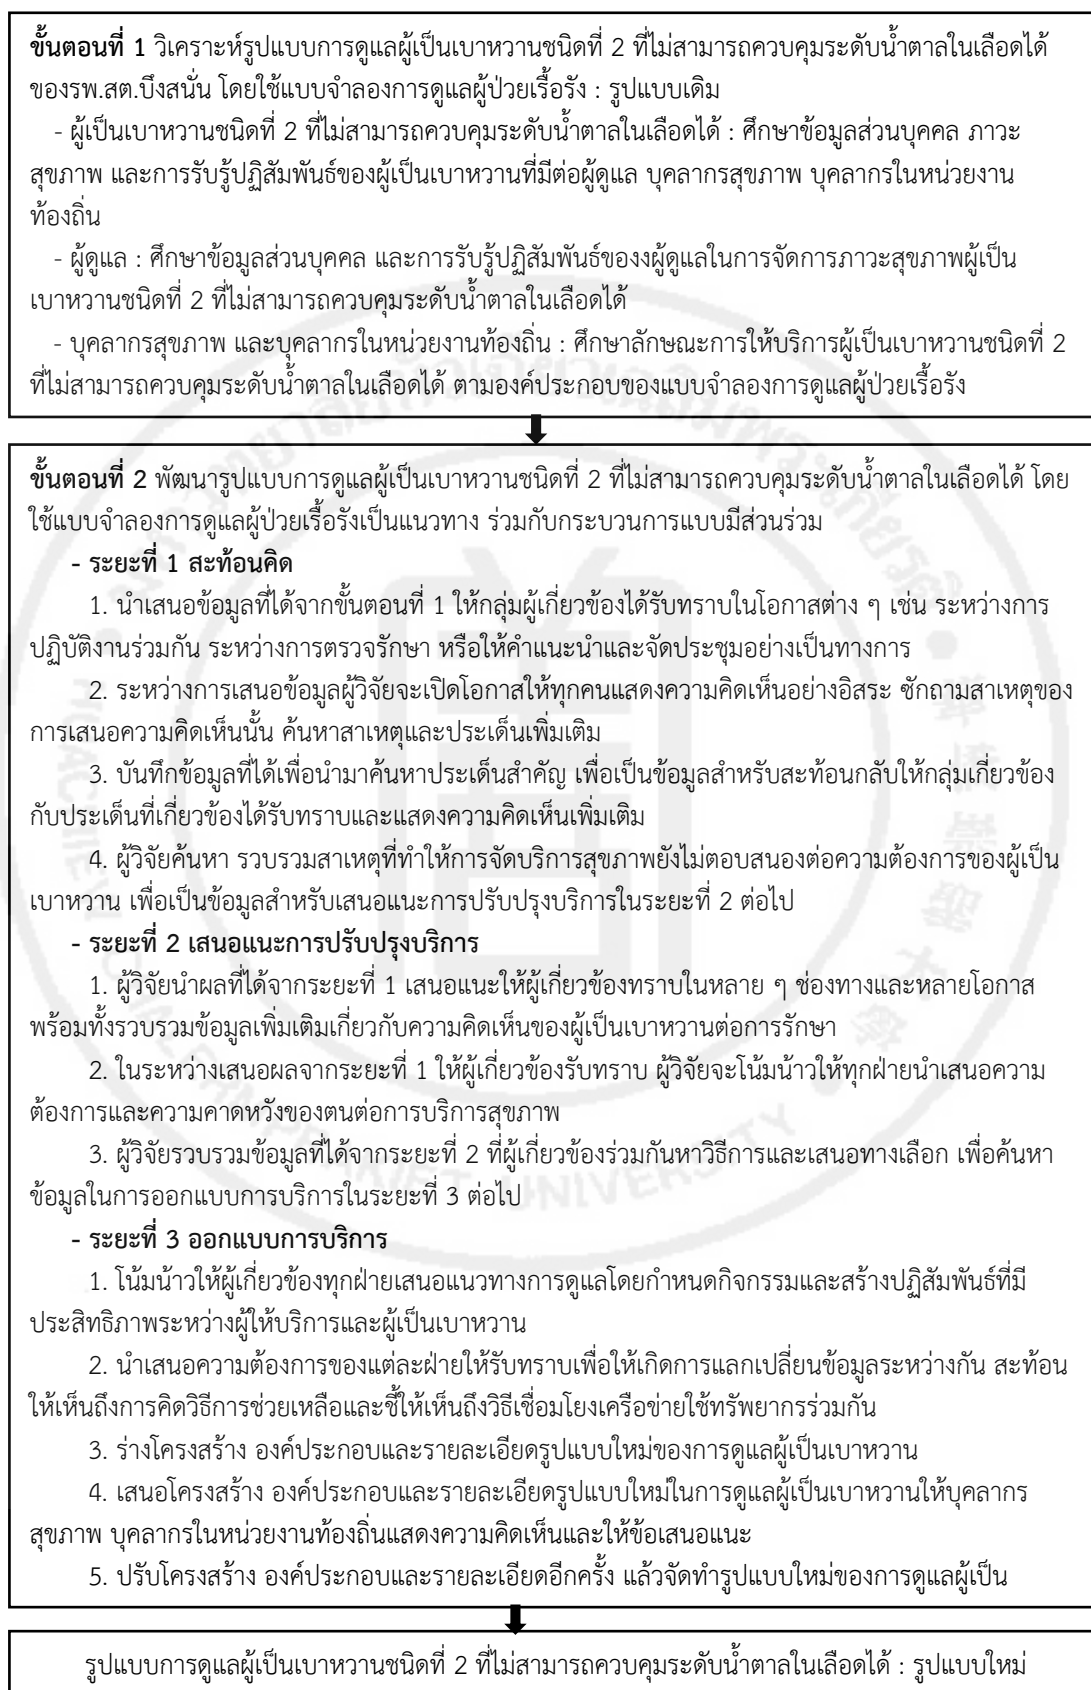 ขั้นตอนที่ 1 วิเคราะห์รูปแบบการดูแลผู้เป็นเบาหวานชนิดที่ 2 ที่ไม่สามารถควบคุมระดับน้ำตาลในเลือดได้
ของรพ.สต.บึงสนั่น โดยใช้แบบจำลองการดูแลผู้ป่วยเรื้อรัง : รูปแบบเดิม
- ผู้เป็นเบาหวานชนิดที่ 2 ที่ไม่สามารถควบคุมระดับน้ำตาลในเลือดได้ : ศึกษาข้อมูลส่วนบุคคล ภาวะ
สุขภาพ และการรับรู้ปฏิสัมพันธ์ของผู้เป็นเบาหวานที่มีต่อผู้ดูแล บุคลากรสุขภาพ บุคลากรในหน่วยงาน
ท้องถิ่น
- ผู้ดูแล : ศึกษาข้อมูลส่วนบุคคล และการรับรู้ปฏิสัมพันธ์ของงผู้ดูแลในการจัดการภาวะสุขภาพผู้เป็น
เบาหวานชนิดที่ 2 ที่ไม่สามารถควบคุมระดับน้ำตาลในเลือดได้
- บุคลากรสุขภาพ และบุคลากรในหน่วยงานท้องถิ่น : ศึกษาลักษณะการให้บริการผู้เป็นเบาหวานชนิดที่ 2
ที่ไม่สามารถควบคุมระดับน้ำตาลในเลือดได้ ตามองค์ประกอบของแบบจำลองการดูแลผู้ป่วยเรื้อรัง
ขั้นตอนที่ 2 พัฒนารูปแบบการดูแลผู้เป็นเบาหวานชนิดที่ 2 ที่ไม่สามารถควบคุมระดับน้ำตาลในเลือดได้ โดย
ใช้แบบจำลองการดูแลผู้ป่วยเรื้อรังเป็นแนวทาง ร่วมกับกระบวนการแบบมีส่วนร่วม
- ระยะที่ 1 สะท้อนคิด
1. นำเสนอข้อมูลที่ได้จากขั้นตอนที่ 1 ให้กลุ่มผู้เกี่ยวข้องได้รับทราบในโอกาสต่าง ๆ เช่น ระหว่างการ
ปฏิบัติงานร่วมกัน ระหว่างการตรวจรักษา หรือให้คำแนะนำและจัดประชุมอย่างเป็นทางการ
2. ระหว่างการเสนอข้อมูลผู้วิจัยจะเปิดโอกาสให้ทุกคนแสดงความคิดเห็นอย่างอิสระ ซักถามสาเหตุของ
การเสนอความคิดเห็นนั้น ค้นหาสาเหตุและประเด็นเพิ่มเติม
3. บันทึกข้อมูลที่ได้เพื่อนำมาค้นหาประเด็นสำคัญ เพื่อเป็นข้อมูลสำหรับสะท้อนกลับให้กลุ่มเกี่ยวข้อง
กับประเด็นที่เกี่ยวข้องได้รับทราบและแสดงความคิดเห็นเพิ่มเติม
4. ผู้วิจัยค้นหา รวบรวมสาเหตุที่ทำให้การจัดบริการสุขภาพยังไม่ตอบสนองต่อความต้องการของผู้เป็น
เบาหวาน เพื่อเป็นข้อมูลสำหรับเสนอแนะการปรับปรุงบริการในระยะที่ 2 ต่อไป
- ระยะที่ 2 เสนอแนะการปรับปรุงบริการ
1. ผู้วิจัยนำผลที่ได้จากระยะที่ 1 เสนอแนะให้ผู้เกี่ยวข้องทราบในหลาย ๆ ช่องทางและหลายโอกาส
พร้อมทั้งรวบรวมข้อมูลเพิ่มเติมเกี่ยวกับความคิดเห็นของผู้เป็นเบาหวานต่อการรักษา
2. ในระหว่างเสนอผลจากระยะที่ 1 ให้ผู้เกี่ยวข้องรับทราบ ผู้วิจัยจะโน้มน้าวให้ทุกฝ่ายนำเสนอความ
ต้องการและความคาดหวังของตนต่อการบริการสุขภาพ
3. ผู้วิจัยรวบรวมข้อมูลที่ได้จากระยะที่ 2 ที่ผู้เกี่ยวข้องร่วมกันหาวิธีการและเสนอทางเลือก เพื่อค้นหา
ข้อมูลในการออกแบบการบริการในระยะที่ 3 ต่อไป
- ระยะที่ 3 ออกแบบการบริการ
1. โน้มน้าวให้ผู้เกี่ยวข้องทุกฝ่ายเสนอแนวทางการดูแลโดยกำหนดกิจกรรมและสร้างปฏิสัมพันธ์ที่มี
ประสิทธิภาพระหว่างผู้ให้บริการและผู้เป็นเบาหวาน
2. นำเสนอความต้องการของแต่ละฝ่ายให้รับทราบเพื่อให้เกิดการแลกเปลี่ยนข้อมูลระหว่างกัน สะท้อน
ให้เห็นถึงการคิดวิธีการช่วยเหลือและชี้ให้เห็นถึงวิธีเชื่อมโยงเครือข่ายใช้ทรัพยากรร่วมกัน
3. ร่างโครงสร้าง องค์ประกอบและรายละเอียดรูปแบบใหม่ของการดูแลผู้เป็นเบาหวาน
4. เสนอโครงสร้าง องค์ประกอบและรายละเอียดรูปแบบใหม่ในการดูแลผู้เป็นเบาหวานให้บุคลากร
สุขภาพ บุคลากรในหน่วยงานท้องถิ่นแสดงความคิดเห็นและให้ข้อเสนอแนะ
5. ปรับโครงสร้าง องค์ประกอบและรายละเอียดอีกครั้ง แล้วจัดทำรูปแบบใหม่ของการดูแลผู้เป็น
รูปแบบการดูแลผู้เป็นเบาหวานชนิดที่ 2 ที่ไม่สามารถควบคุมระดับน้ำตาลในเลือดได้ : รูปแบบใหม่